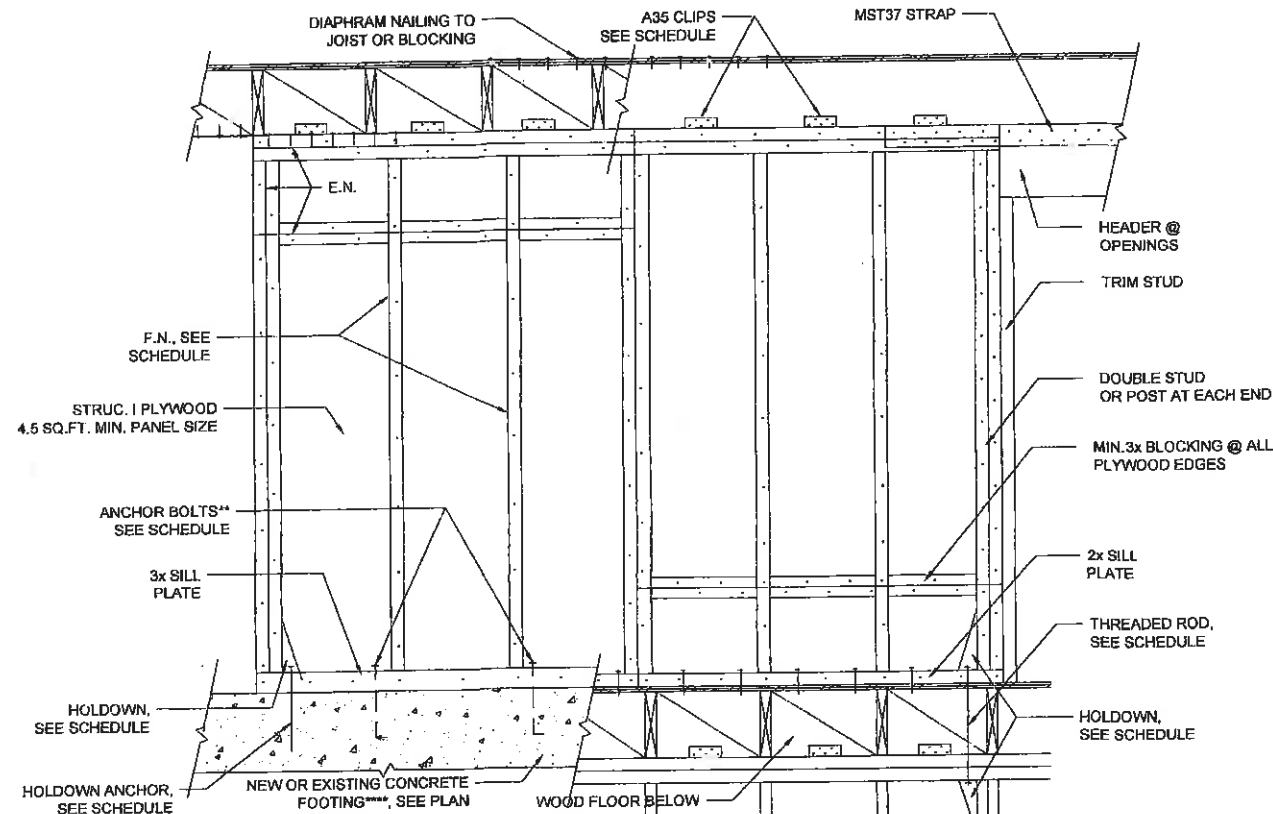 DIAPHRAM NAILING TO
JOIST OR BLOCKING
A35 CLIPS
SEE SCHEDULE
MST37 STRAP
E.N.
HEADER @
OPENINGS
TRIM STUD
F.N., SEE
SCHEDULE
DOUBLE STUD
OR POST AT EACH END
STRUC. I PLYWOOD
4.5 SQ.FT. MIN. PANEL SIZE
MIN.3x BLOCKING @ ALL
PLYWOOD EDGES
ANCHOR BOLTS**
SEE SCHEDULE
3x SILL
PLATE
2x SILL
PLATE
THREADED ROD,
SEE SCHEDULE
HOLDOWN,
SEE SCHEDULE
HOLDOWN,
SEE SCHEDULE
HOLDOWN ANCHOR,
SEE SCHEDULE
NEW OR EXISTING CONCRETE
FOOTING****, SEE PLAN
WOOD FLOOR BELOW